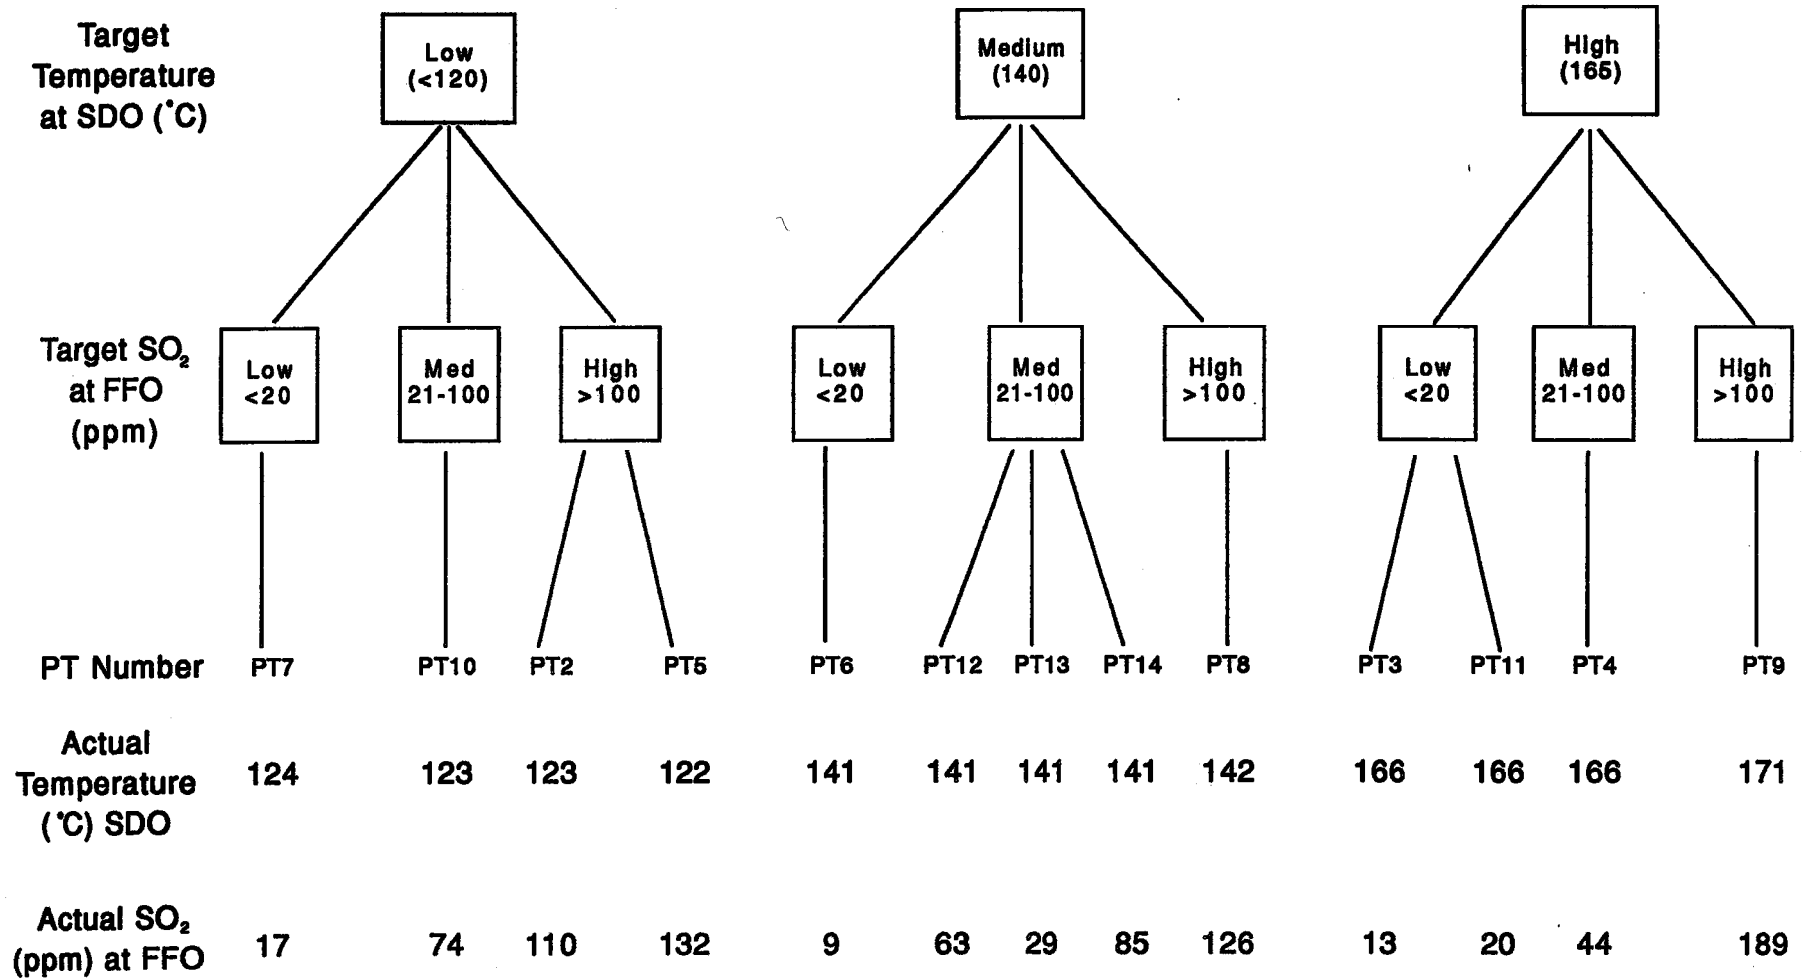 Target
Temperature
at SDO (°C)
Low
(<120)
Medium
(140)
High
(165)
Target SO₂
at FFO
(ppm)
Low
<20
Med
21-100
High
>100
Low
<20
Med
21-100
High
>100
Low
<20
Med
21-100
High
>100
PT Number PT7 PT10 PT2 PT5 PT6 PT12 PT13 PT14 PT8 PT3 PT11 PT4 PT9
Actual
Temperature
(°C) SDO
124 123 123 122 141 141 141 141 142 166 166 166 171
Actual SO₂
(ppm) at FFO
17 74 110 132 9 63 29 85 126 13 20 44 189